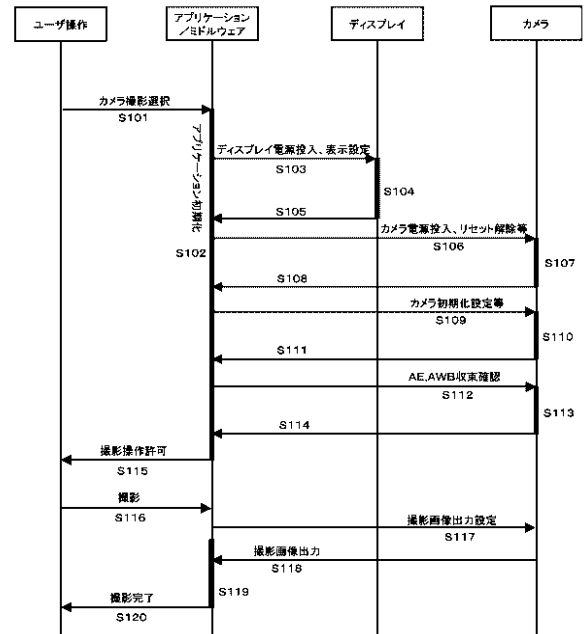 ユーザ操作
アプリケーション
／ミドルウェア
ディスプレイ
カメラ
カメラ撮影選択
S101
アプリケーション初期化
S102
ディスプレイ電源投入、表示設定
S103
S104
S105
カメラ電源投入、リセット解除等
S106
S107
S108
カメラ初期化設定等
S109
S110
S111
AE,AWB収束確認
S112
S113
S114
撮影操作許可
S115
撮影
S116
撮影画像出力設定
S117
撮影画像出力
S118
S119
撮影完了
S120